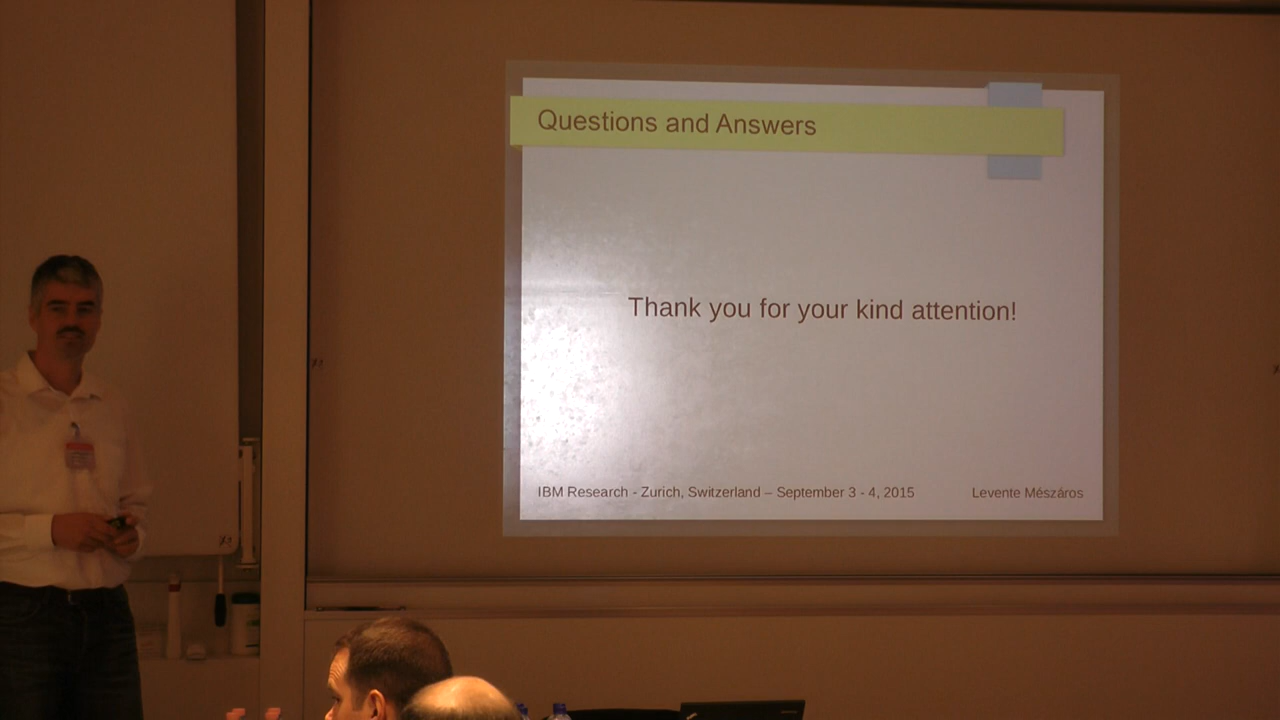 Questions and Answers
Thank you for your kind attention!
IBM Research - Zurich, Switzerland – September 3 - 4, 2015
Levente Mészáros